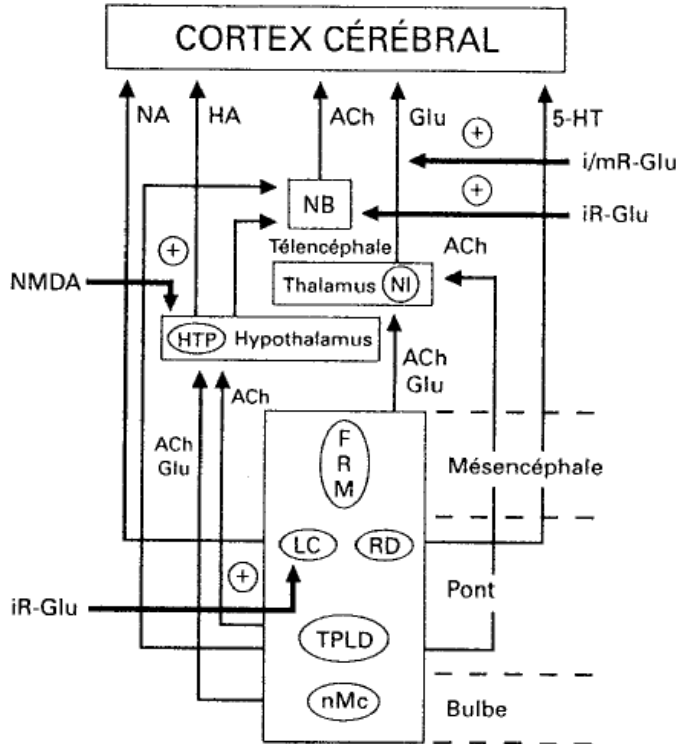 CORTEX CÉRÉBRAL
NA
HA
ACh
Glu
+
5-HT
i/mR-Glu
+
iR-Glu
NB
Télencéphale
ACh
+
NMDA
Thalamus NI
HTP Hypothalamus
ACh
Glu
ACh
ACh
Glu
F
R
M
Mésencéphale
LC
RD
+
iR-Glu
Pont
TPLD
nMc
Bulbe